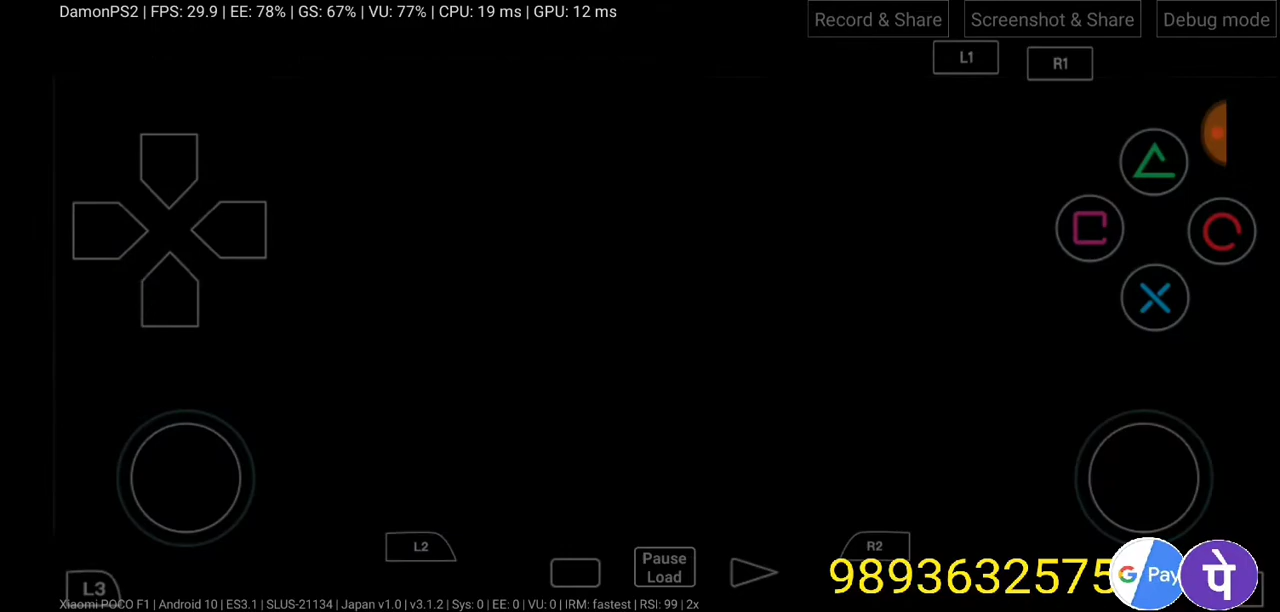 DamonPS2 | FPS: 29.9 | EE: 78% | GS: 67% | VU: 77% | CPU: 19 ms | GPU: 12 ms
Record & Share
Screenshot & Share
Debug mode
L1
R1
L2
Pause
Load
R2
L3
9893632575
G Pay
पे
Xiaomi POCO F1 | Android 10 | ES3.1 | SLUS-21134 | Japan v1.0 | v3.1.2 | Sys: 0 | EE: 0 | VU: 0 | IRM: fastest | RSI: 99 | 2x